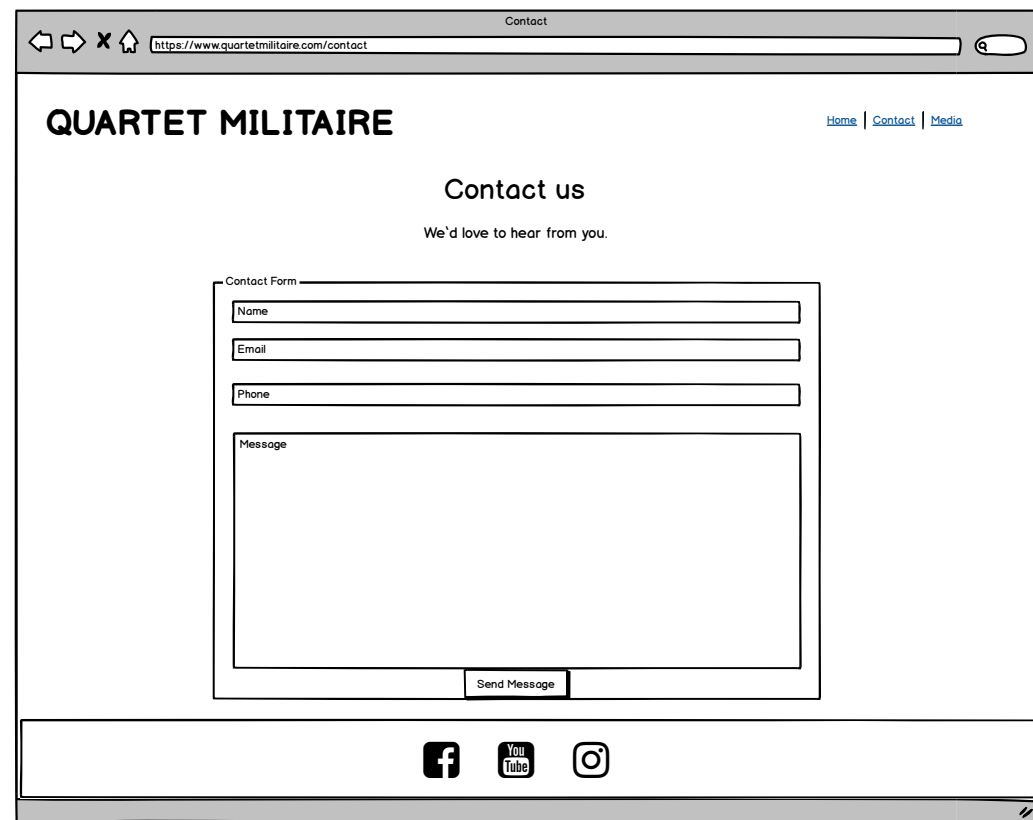 Contact
https://www.quartetmilitaire.com/contact
QUARTET MILITAIRE
Home | Contact | Media
Contact us
We`d love to hear from you.
Contact Form
Name
Email
Phone
Message
Send Message
f You Tube